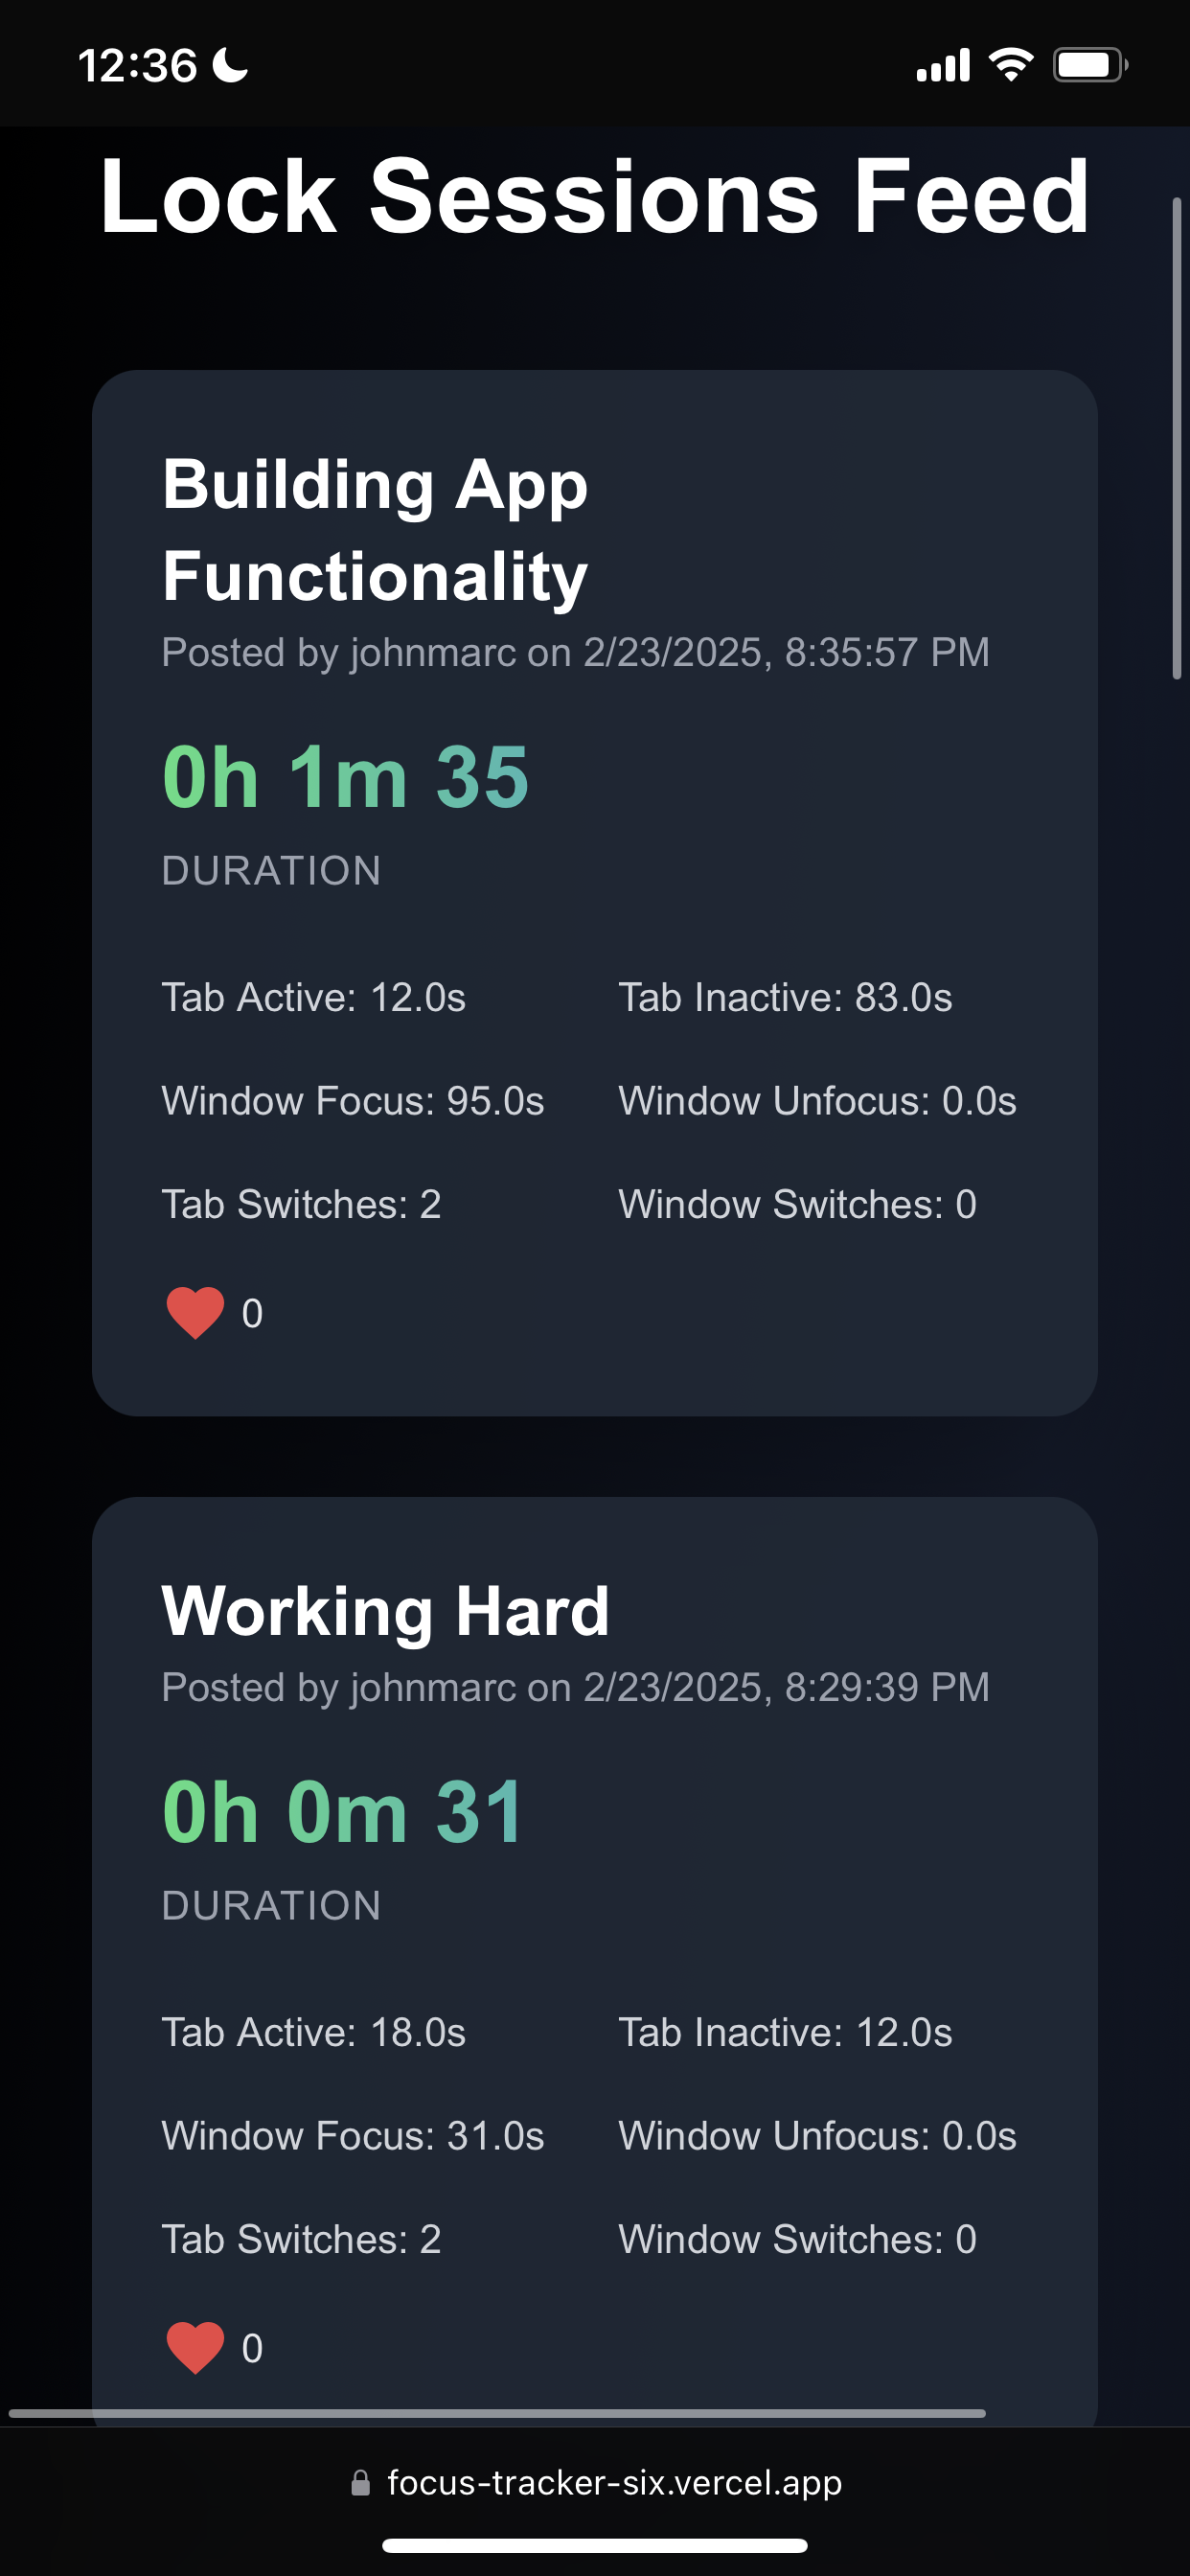 12:36
Lock Sessions Feed
Building App
Functionality
Posted by johnmarc on 2/23/2025, 8:35:57 PM
0h 1m 35
DURATION
Tab Active: 12.0s
Tab Inactive: 83.0s
Window Focus: 95.0s
Window Unfocus: 0.0s
Tab Switches: 2
Window Switches: 0
0
Working Hard
Posted by johnmarc on 2/23/2025, 8:29:39 PM
0h 0m 31
DURATION
Tab Active: 18.0s
Tab Inactive: 12.0s
Window Focus: 31.0s
Window Unfocus: 0.0s
Tab Switches: 2
Window Switches: 0
0
focus-tracker-six.vercel.app